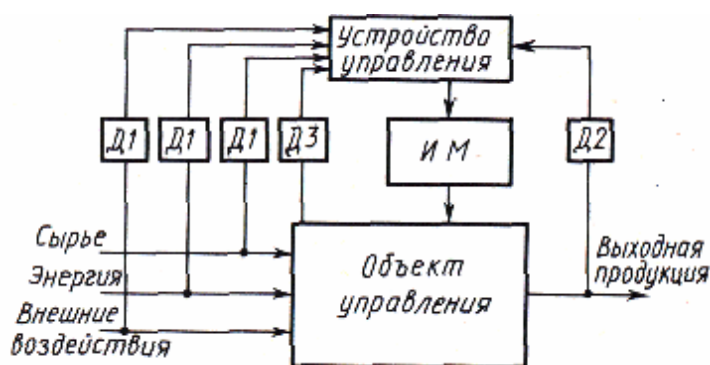 Устройство
управления
Д1
Д1
Д1
Д3
И М
Д2
Сырье
Энергия
Внешние
воздействия
Объект
управления
Выходная
продукция